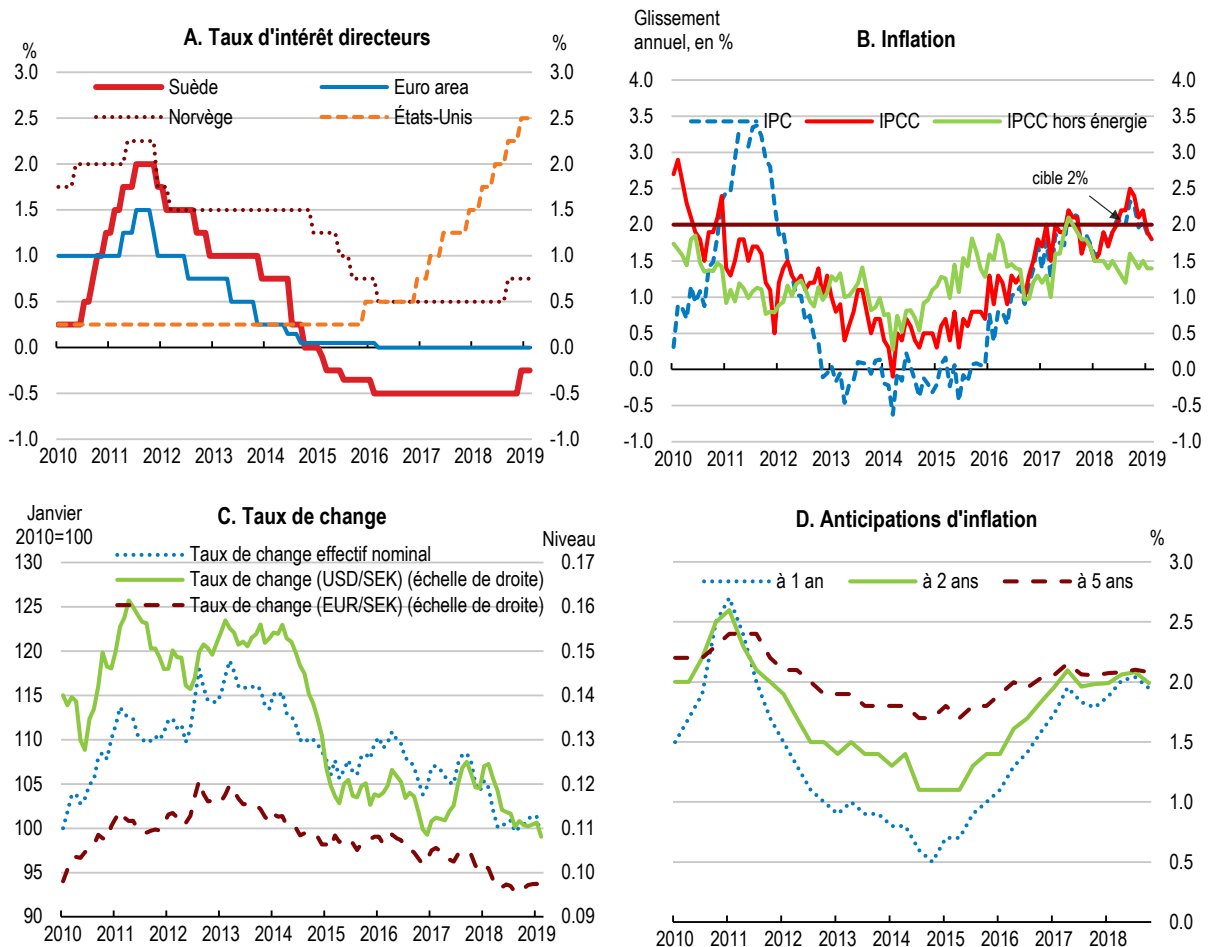 A. Taux d'intérêt directeurs
%
%
Suède
Euro area
Norvège
États-Unis
3.0
2.5
2.0
1.5
1.0
0.5
0.0
-0.5
-1.0
3.0
2.5
2.0
1.5
1.0
0.5
0.0
-0.5
-1.0
2010 2011 2012 2013 2014 2015 2016 2017 2018 2019
Glissement
annuel, en %
B. Inflation
IPC
IPCC
IPCC hors énergie
cible 2%
4.0
3.5
3.0
2.5
2.0
1.5
1.0
0.5
0.0
-0.5
-1.0
4.0
3.5
3.0
2.5
2.0
1.5
1.0
0.5
0.0
-0.5
-1.0
2010 2011 2012 2013 2014 2015 2016 2017 2018 2019
Janvier
2010=100
C. Taux de change
Niveau
Taux de change effectif nominal
Taux de change (USD/SEK) (échelle de droite)
Taux de change (EUR/SEK) (échelle de droite)
130
125
120
115
110
105
100
95
90
0.17
0.16
0.15
0.14
0.13
0.12
0.11
0.10
0.09
2010 2011 2012 2013 2014 2015 2016 2017 2018 2019
D. Anticipations d'inflation
%
à 1 an
à 2 ans
à 5 ans
3.0
2.5
2.0
1.5
1.0
0.5
0.0
2010 2011 2012 2013 2014 2015 2016 2017 2018